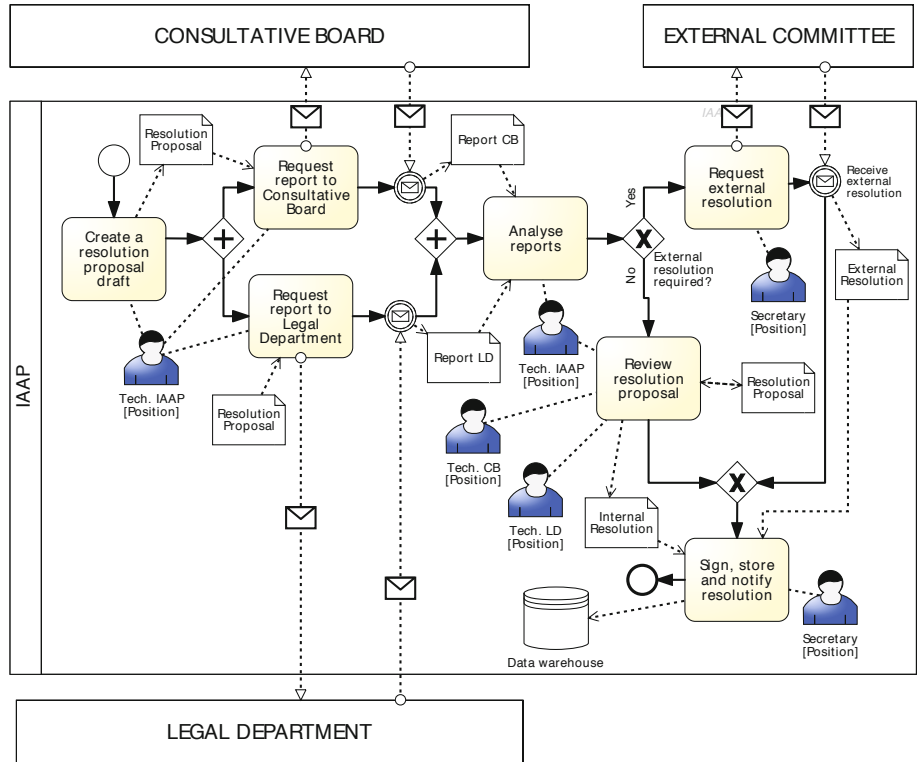 CONSULTATIVE BOARD
EXTERNAL COMMITTEE
IAAP
IAA
Resolution
Proposal
Report CB
Request
report to
Consultative
Board
Request
external
resolution
Receive
external
resolution
Create a
resolution
proposal
draft
Analyse
reports
Yes
No
External
resolution
required?
External
Resolution
Request
report to
Legal
Department
Report LD
Secretary
[Position]
Tech. IAAP
[Position]
Tech. IAAP
[Position]
Review
resolution
proposal
Resolution
Proposal
Resolution
Proposal
Tech. CB
[Position]
Tech. LD
[Position]
Internal
Resolution
Sign, store
and notify
resolution
Secretary
[Position]
Data warehouse
LEGAL DEPARTMENT